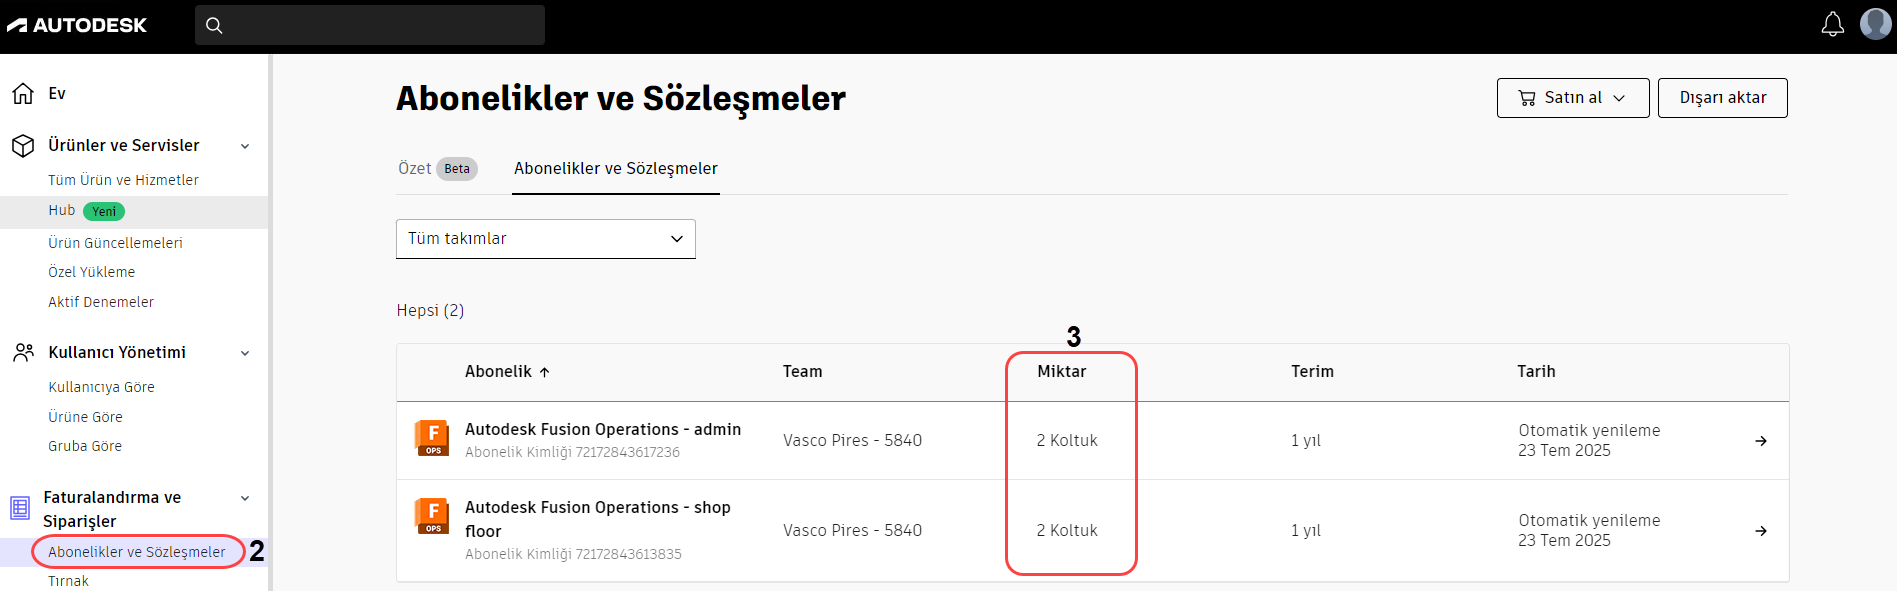 AUTODESK
Ev
Ürünler ve Servisler
Tüm Ürün ve Hizmetler
Hub Yeni
Ürün Güncellemeleri
Özel Yükleme
Aktif Denemeler
Kullanıcı Yönetimi
Kullanıcıya Göre
Ürüne Göre
Gruba Göre
Faturalandırma ve
Siparişler
Abonelikler ve Sözleşmeler 2
Tırnak
Abonelikler ve Sözleşmeler
Satın al
Dışarı aktar
Özet Beta
Abonelikler ve Sözleşmeler
Tüm takımlar
Hepsi (2)
3
Abonelik Team Miktar Terim Tarih
Autodesk Fusion Operations - admin
Abonelik Kimliği 72172843617236
Vasco Pires - 5840
2 Koltuk
1 yıl
Otomatik yenileme
23 Tem 2025
F
OPS
Autodesk Fusion Operations - shop
floor
Abonelik Kimliği 72172843613835
Vasco Pires - 5840
2 Koltuk
1 yıl
Otomatik yenileme
23 Tem 2025
F
OPS